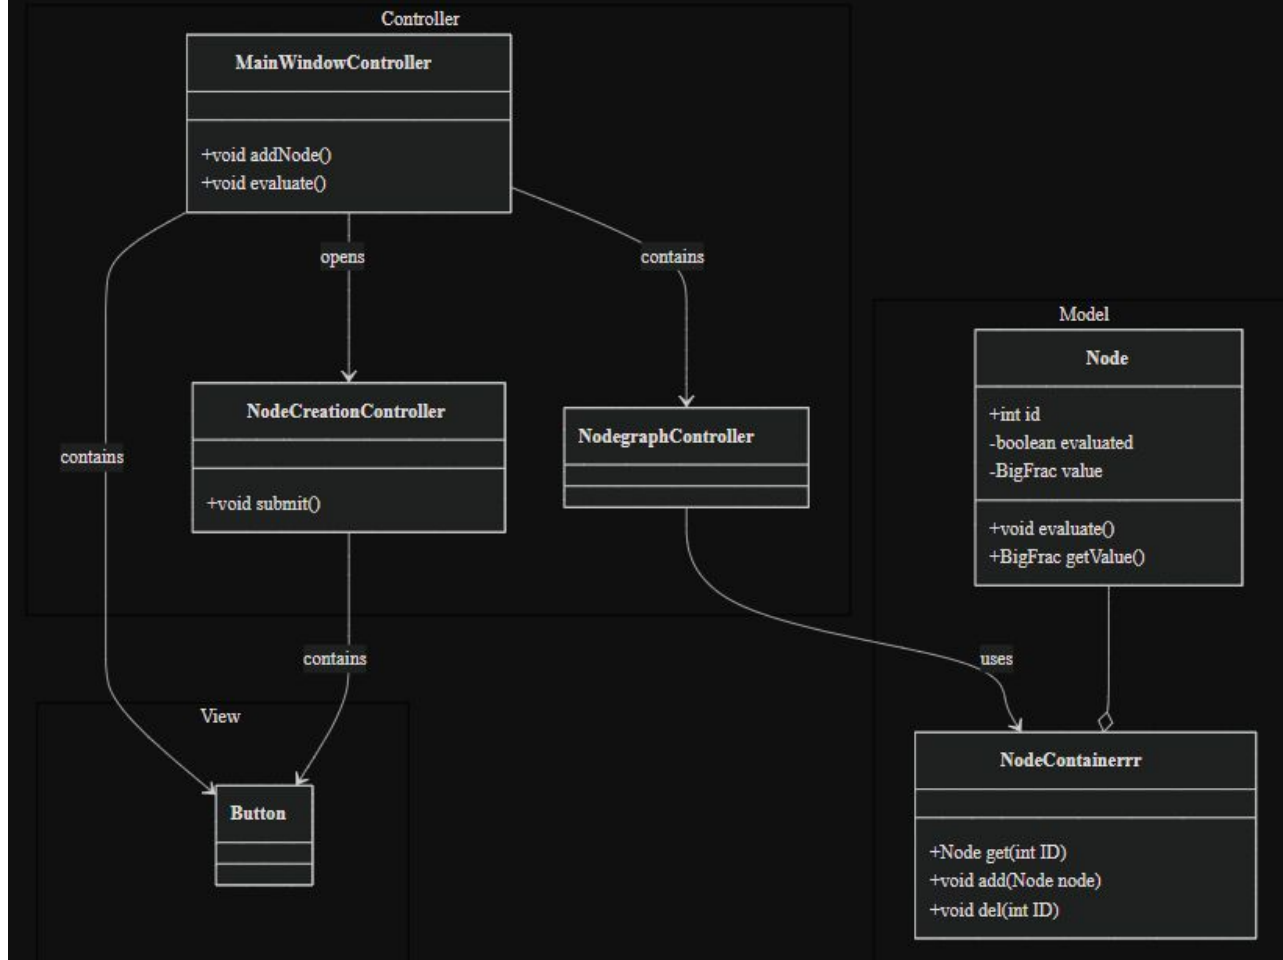 Controller
MainWindowController
+void addNode()
+void evaluate()
opens
contains
contains
NodeCreationController
+void submit()
NodegraphController
contains
uses
Model
Node
+int id
-boolean evaluated
-BigFrac value
+void evaluate()
+BigFrac getValue()
NodeContainerrr
+Node get(int ID)
+void add(Node node)
+void del(int ID)
View
Button